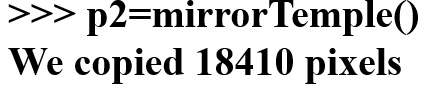 >>> p2=mirrorTemple()
We copied 18410 pixels